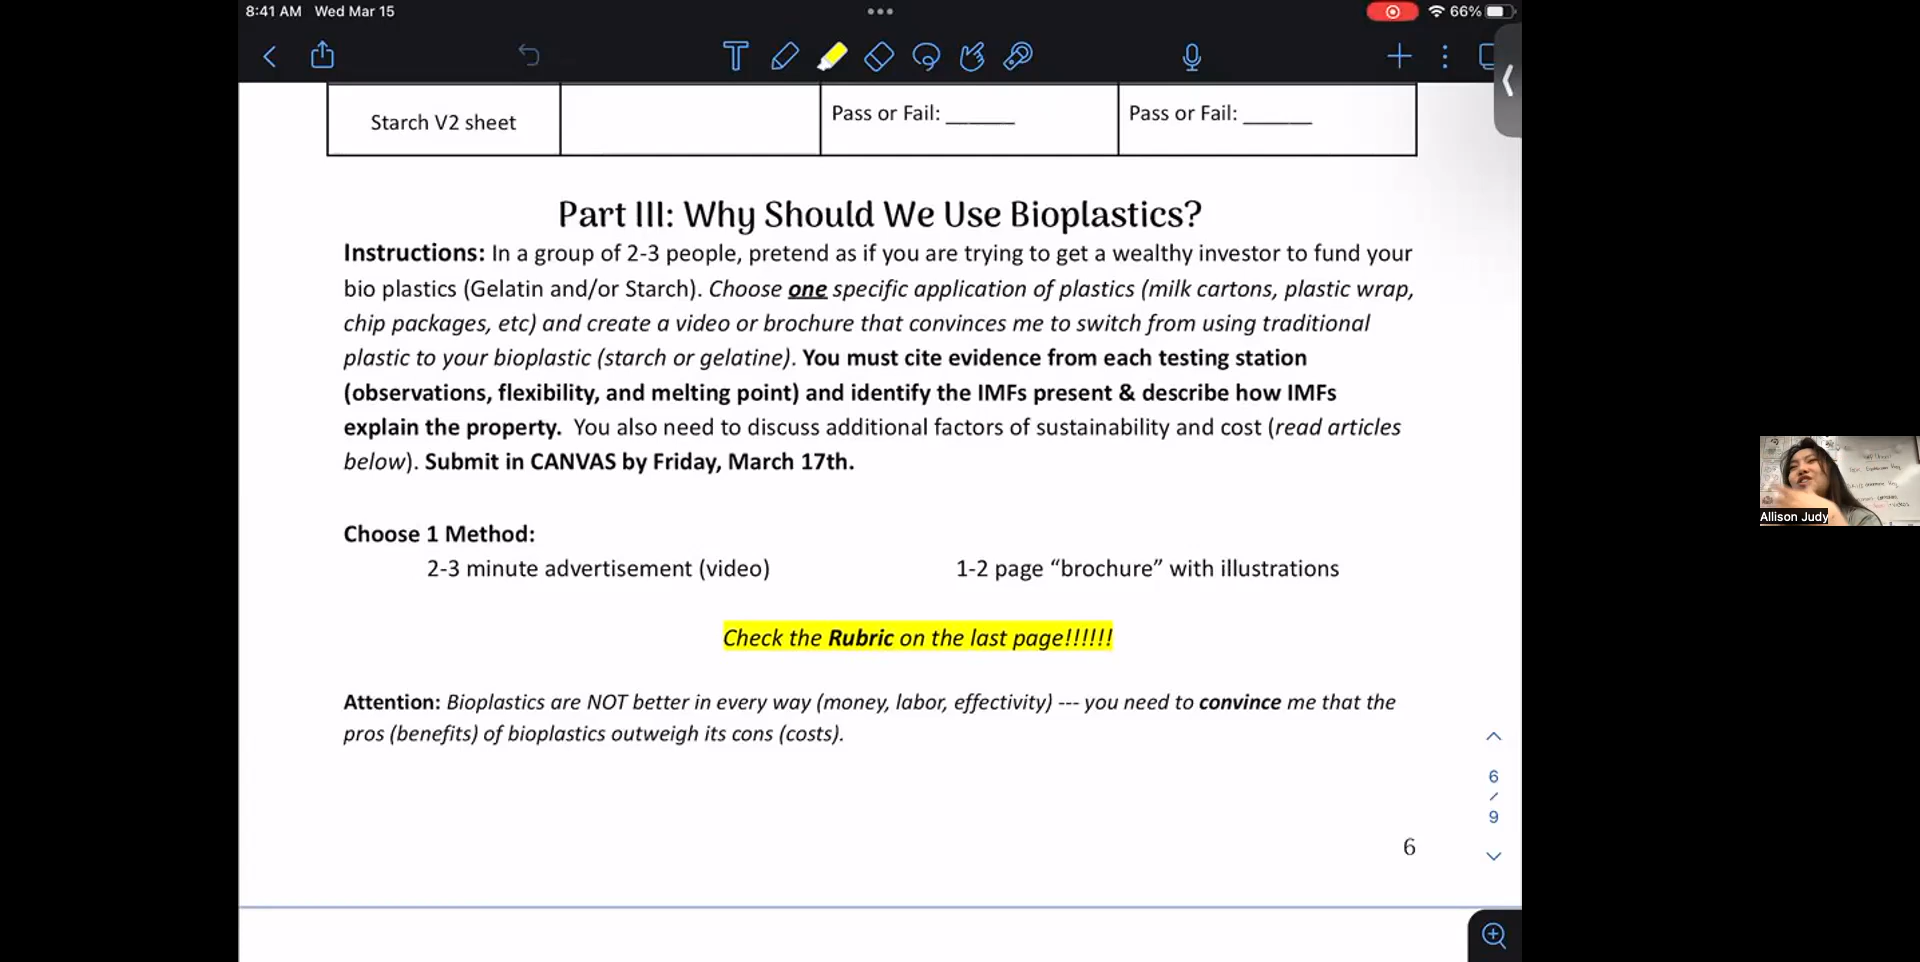 8:41 AM Wed Mar 15
66%
Starch V2 sheet
Pass or Fail: ______
Pass or Fail: ______
Part III: Why Should We Use Bioplastics?
Instructions: In a group of 2-3 people, pretend as if you are trying to get a wealthy investor to fund your
bio plastics (Gelatin and/or Starch). Choose one specific application of plastics (milk cartons, plastic wrap,
chip packages, etc) and create a video or brochure that convinces me to switch from using traditional
plastic to your bioplastic (starch or gelatine). You must cite evidence from each testing station
(observations, flexibility, and melting point) and identify the IMFs present & describe how IMFs
explain the property. You also need to discuss additional factors of sustainability and cost (read articles
below). Submit in CANVAS by Friday, March 17th.
Choose 1 Method:
2-3 minute advertisement (video)
1-2 page “brochure” with illustrations
Check the Rubric on the last page!!!!!!
Attention: Bioplastics are NOT better in every way (money, labor, effectivity) --- you need to convince me that the
pros (benefits) of bioplastics outweigh its cons (costs).
6
/
9
6
Allison Judy